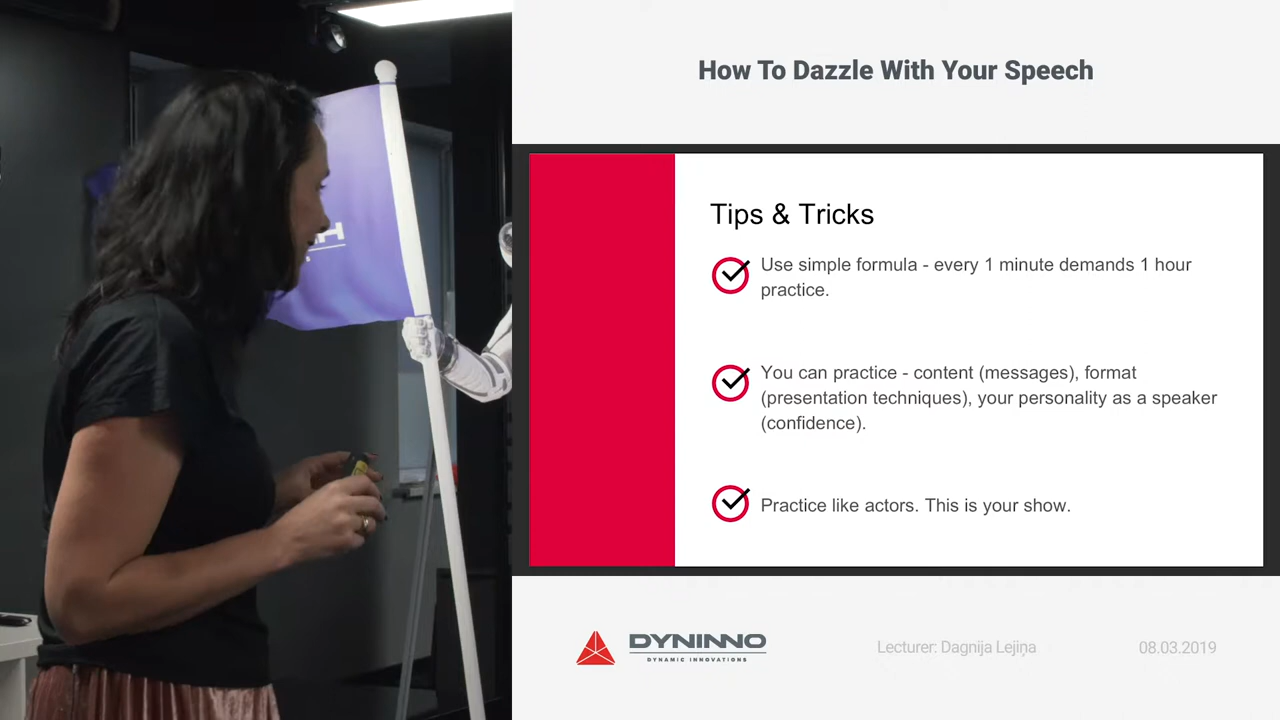 How To Dazzle With Your Speech
Tips & Tricks
Use simple formula - every 1 minute demands 1 hour
practice.
You can practice - content (messages), format
(presentation techniques), your personality as a speaker
(confidence).
Practice like actors. This is your show.
DYNINNO
DYNAMIC INNOVATIONS
Lecturer: Dagnija Lejiņa
08.03.2019